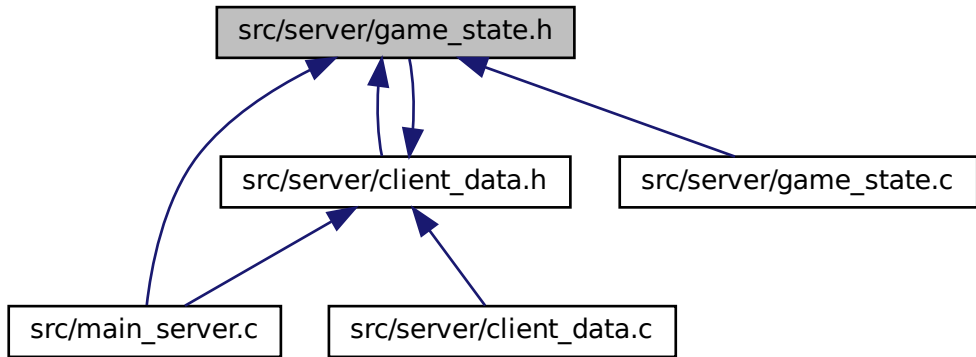 src/server/game_state.h
src/server/client_data.h
src/server/game_state.c
src/main_server.c
src/server/client_data.c